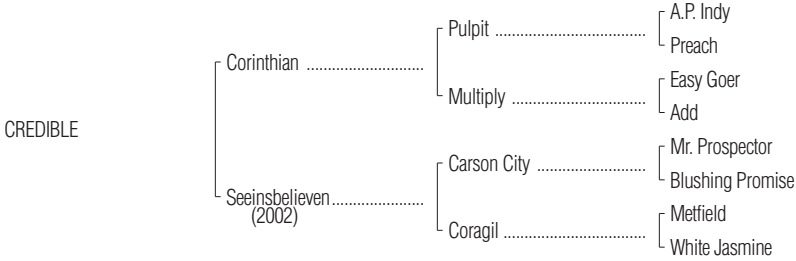 A.P. Indy
Pulpit ....................................
Preach
Corinthian ...........................
Easy Goer
Multiply ................................
Add
CREDIBLE
Mr. Prospector
Carson City .........................
Blushing Promise
Seeinsbelieven.....................
(2002)
Metfield
Coragil ..................................
White Jasmine